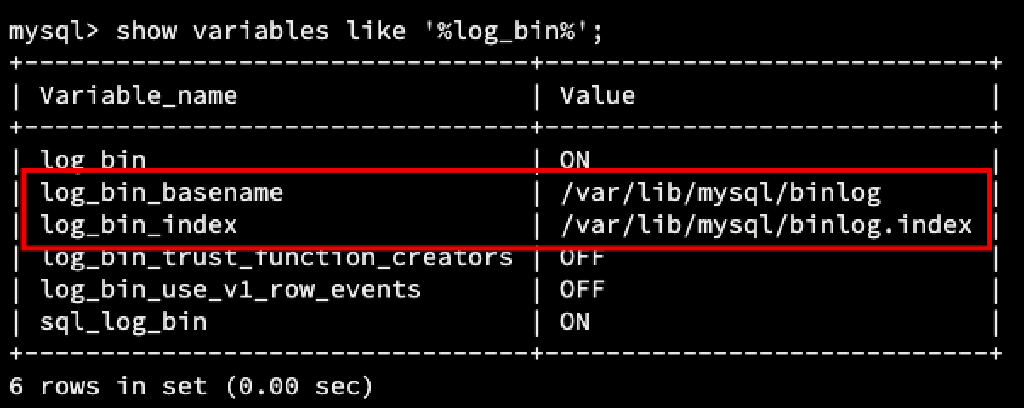 mysql> show variables like '%log_bin%';
+---------------------------------+-----------------------------+
| Variable_name                   | Value                       |
+---------------------------------+-----------------------------+
| log_bin                         | ON                          |
| log_bin_basename                | /var/lib/mysql/binlog       |
| log_bin_index                   | /var/lib/mysql/binlog.index |
| log_bin_trust_function_creators | OFF                         |
| log_bin_use_v1_row_events       | OFF                         |
| sql_log_bin                     | ON                          |
+---------------------------------+-----------------------------+
6 rows in set (0.00 sec)